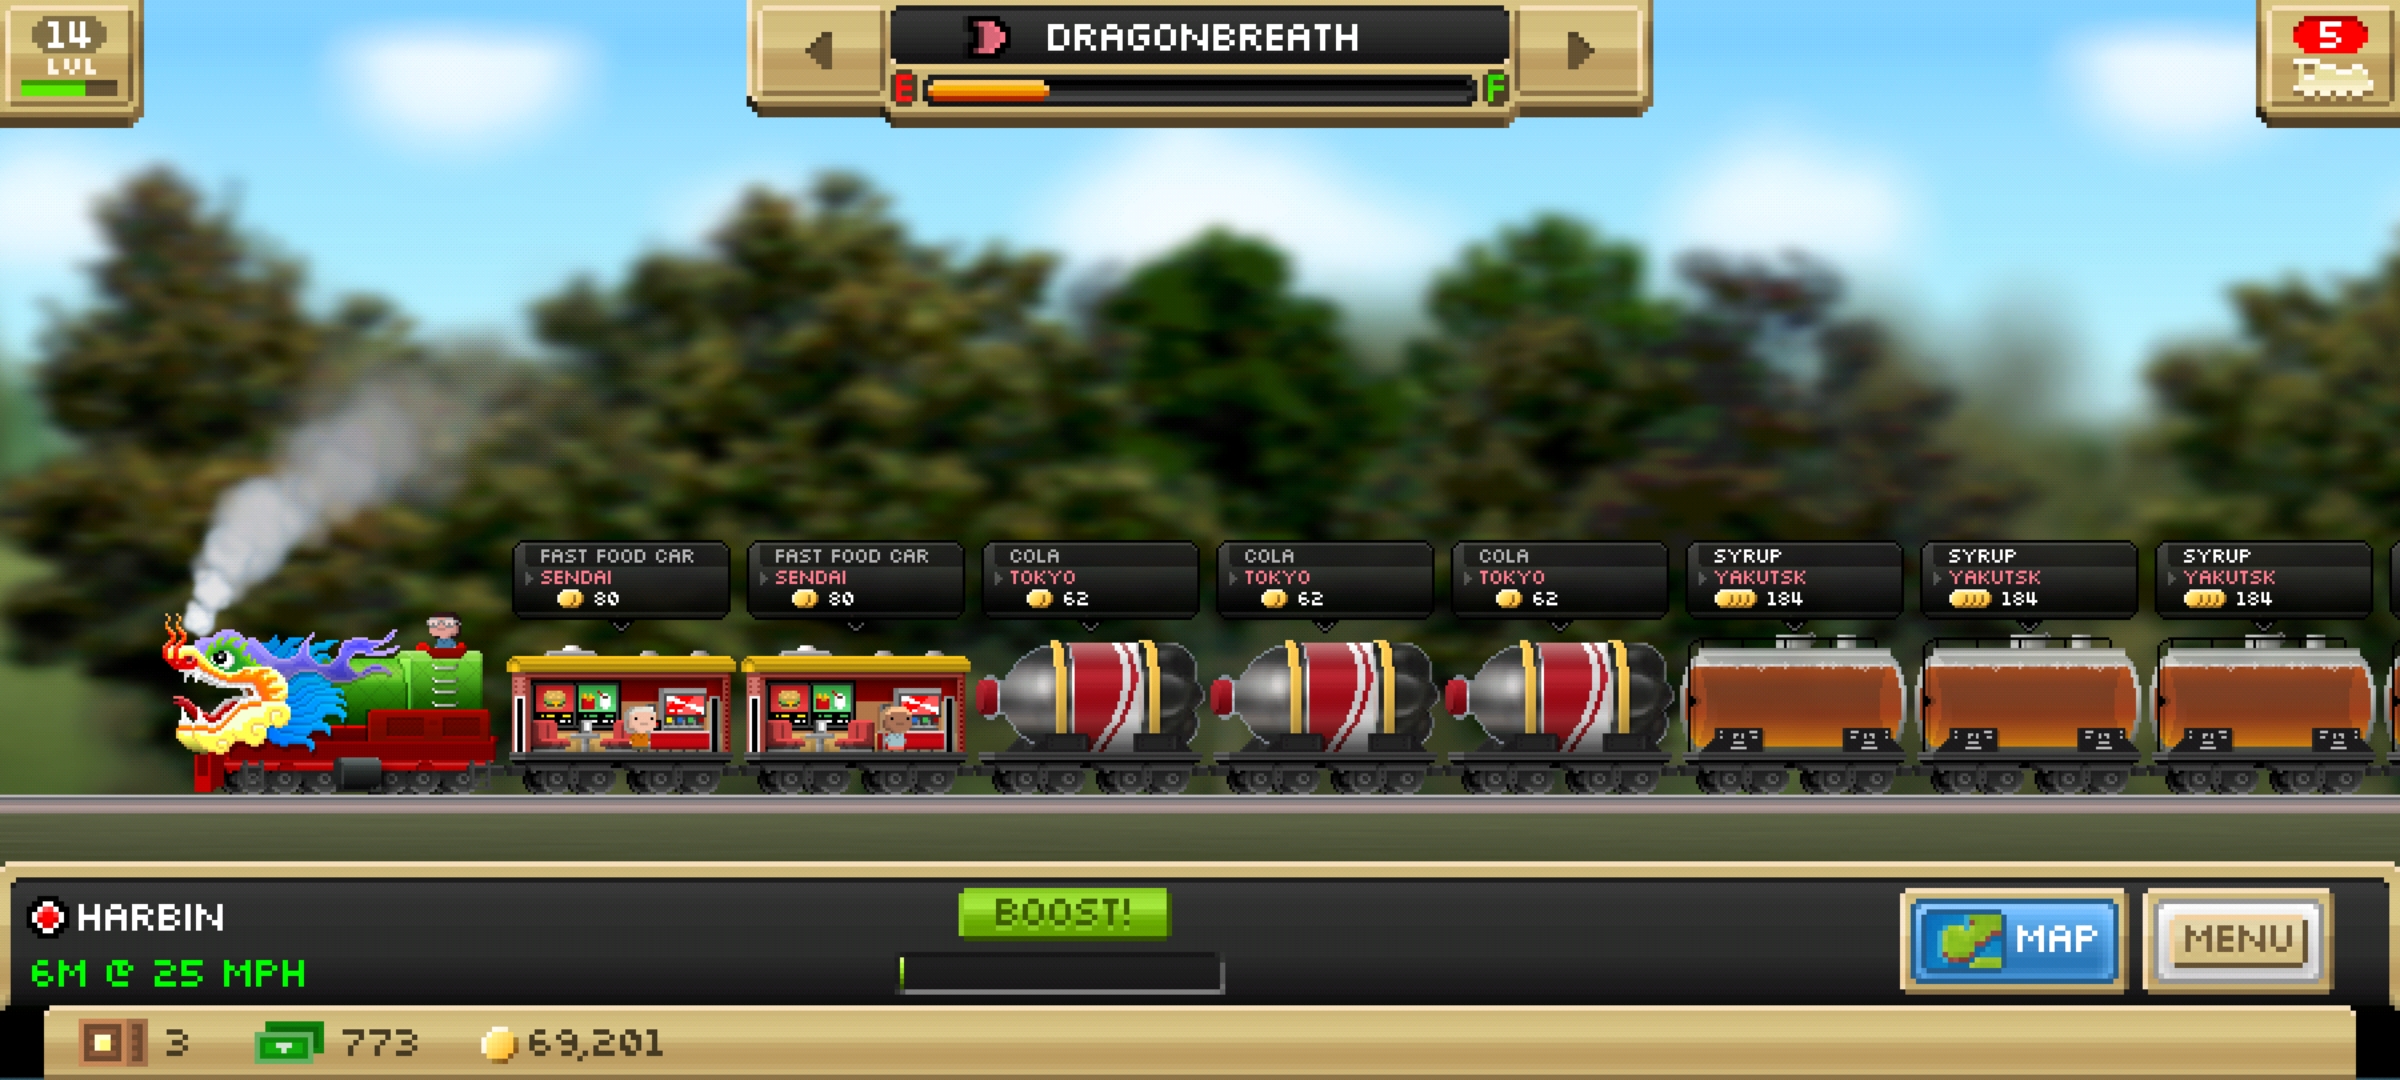 14
LVL
DRAGONBREATH
E F
5
FAST FOOD CAR
SENDAI
80
FAST FOOD CAR
SENDAI
80
COLA
TOKYO
62
COLA
TOKYO
62
COLA
TOKYO
62
SYRUP
YAKUTSK
184
SYRUP
YAKUTSK
184
SYRUP
YAKUTSK
184
HARBIN
6M @ 25 MPH
BOOST!
MAP
MENU
3 773 69,201